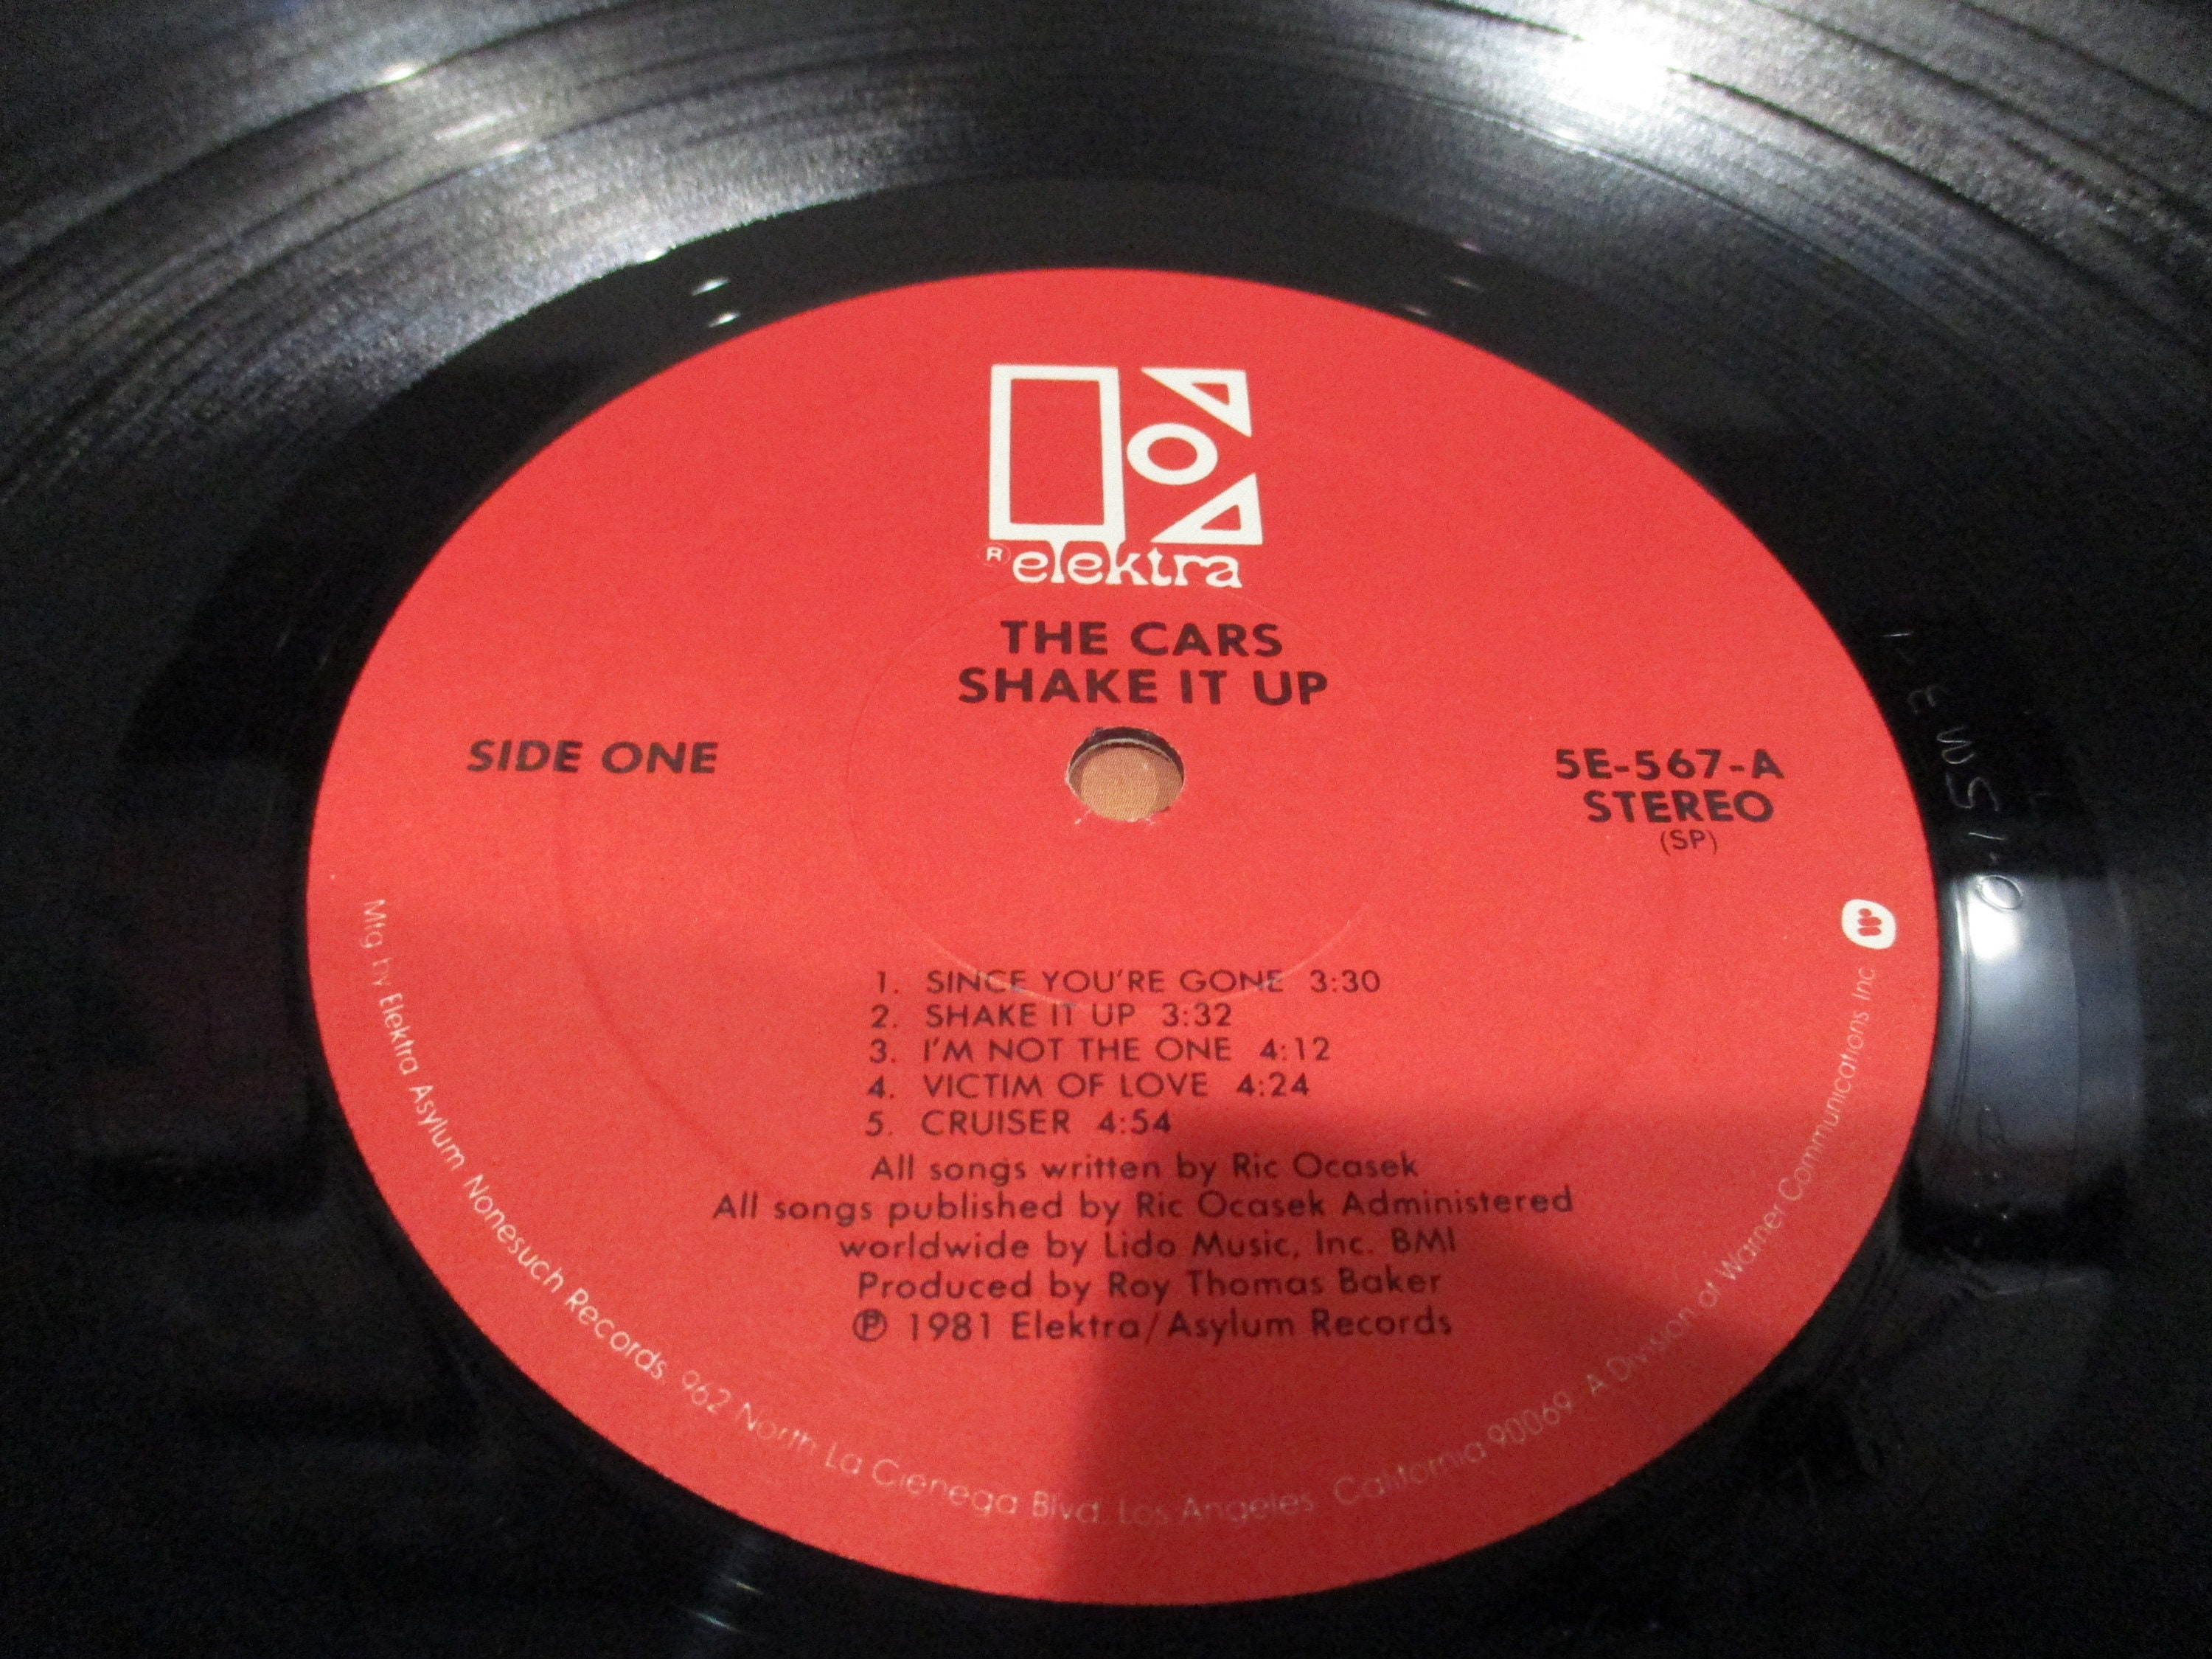 ® elektra
THE CARS
SHAKE IT UP
SIDE ONE
5E-567-A
STEREO
(SP)
1. SINCE YOU'RE GONE 3:30
2. SHAKE IT UP 3:32
3. I'M NOT THE ONE 4:12
4. VICTIM OF LOVE 4:24
5. CRUISER 4:54
All songs written by Ric Ocasek
All songs published by Ric Ocasek Administered
worldwide by Lido Music, Inc. BMI
Produced by Roy Thomas Baker
℗ 1981 Elektra/Asylum Records
Mfg by Elektra Asylum Nonesuch Records 962 North La Cienega Blvd. Los Angeles California 90069 A Division of Warner Communications Inc.